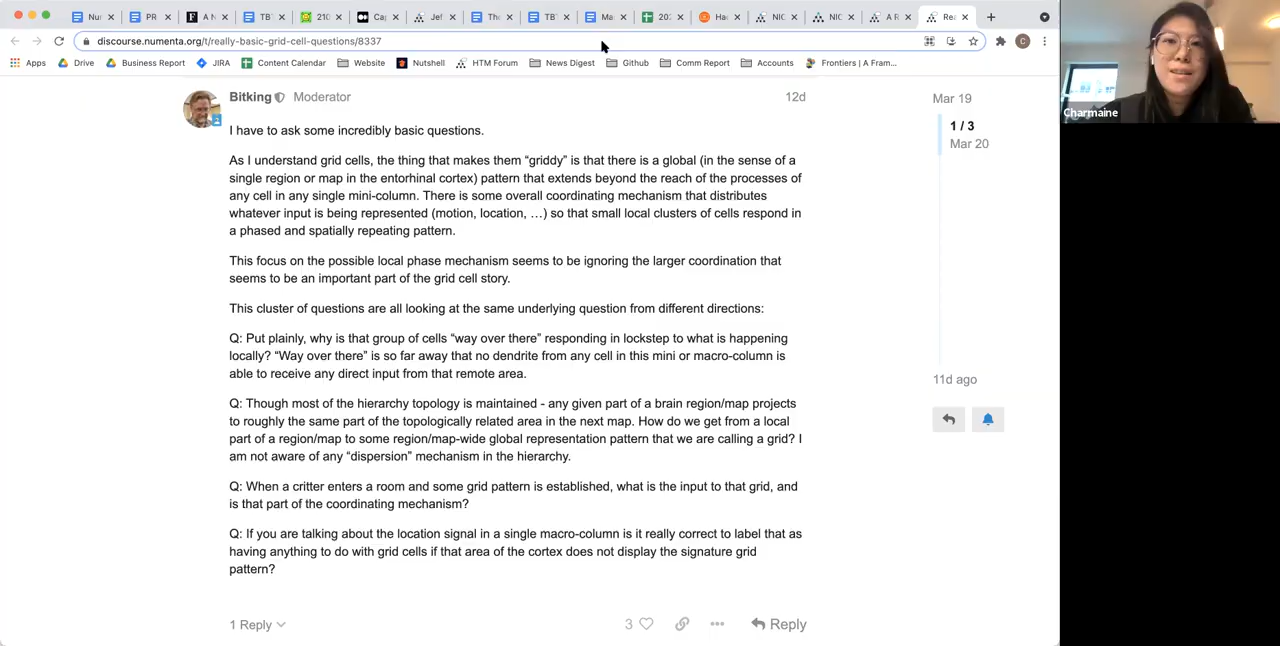 Nur
PR
A N
TB
210
Ca
Jef
Th
TB
Ma
202
Ha
NIC
NIC
A R
Re
discourse.numenta.org/t/really-basic-grid-cell-questions/8337
C
Apps Drive Business Report JIRA Content Calendar Website Nutshell HTM Forum News Digest Github Comm Report Accounts Frontiers | A Fram...
Charmaine
Bitking Moderator 12d
I have to ask some incredibly basic questions.
As I understand grid cells, the thing that makes them “griddy” is that there is a global (in the sense of a
single region or map in the entorhinal cortex) pattern that extends beyond the reach of the processes of
any cell in any single mini-column. There is some overall coordinating mechanism that distributes
whatever input is being represented (motion, location, …) so that small local clusters of cells respond in
a phased and spatially repeating pattern.
This focus on the possible local phase mechanism seems to be ignoring the larger coordination that
seems to be an important part of the grid cell story.
This cluster of questions are all looking at the same underlying question from different directions:
Q: Put plainly, why is that group of cells “way over there” responding in lockstep to what is happening
locally? “Way over there” is so far away that no dendrite from any cell in this mini or macro-column is
able to receive any direct input from that remote area.
Q: Though most of the hierarchy topology is maintained - any given part of a brain region/map projects
to roughly the same part of the topologically related area in the next map. How do we get from a local
part of a region/map to some region/map-wide global representation pattern that we are calling a grid? I
am not aware of any “dispersion” mechanism in the hierarchy.
Q: When a critter enters a room and some grid pattern is established, what is the input to that grid, and
is that part of the coordinating mechanism?
Q: If you are talking about the location signal in a single macro-column is it really correct to label that as
having anything to do with grid cells if that area of the cortex does not display the signature grid
pattern?
1 Reply 3 Reply
Mar 19
1 / 3
Mar 20
11d ago